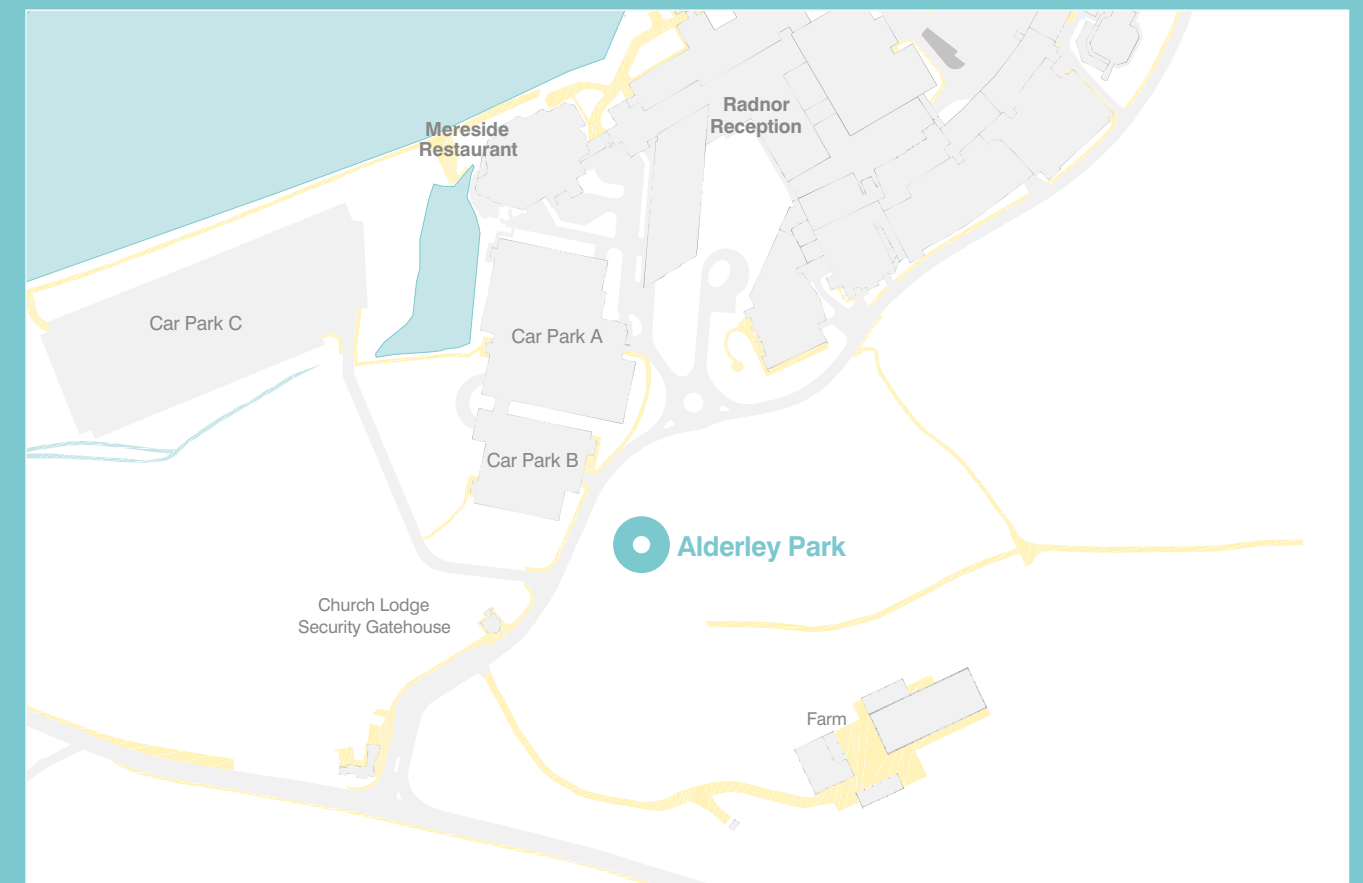 Radnor
Reception
Mereside
Restaurant
Car Park C
Car Park A
Car Park B
Alderley Park
Church Lodge
Security Gatehouse
Farm